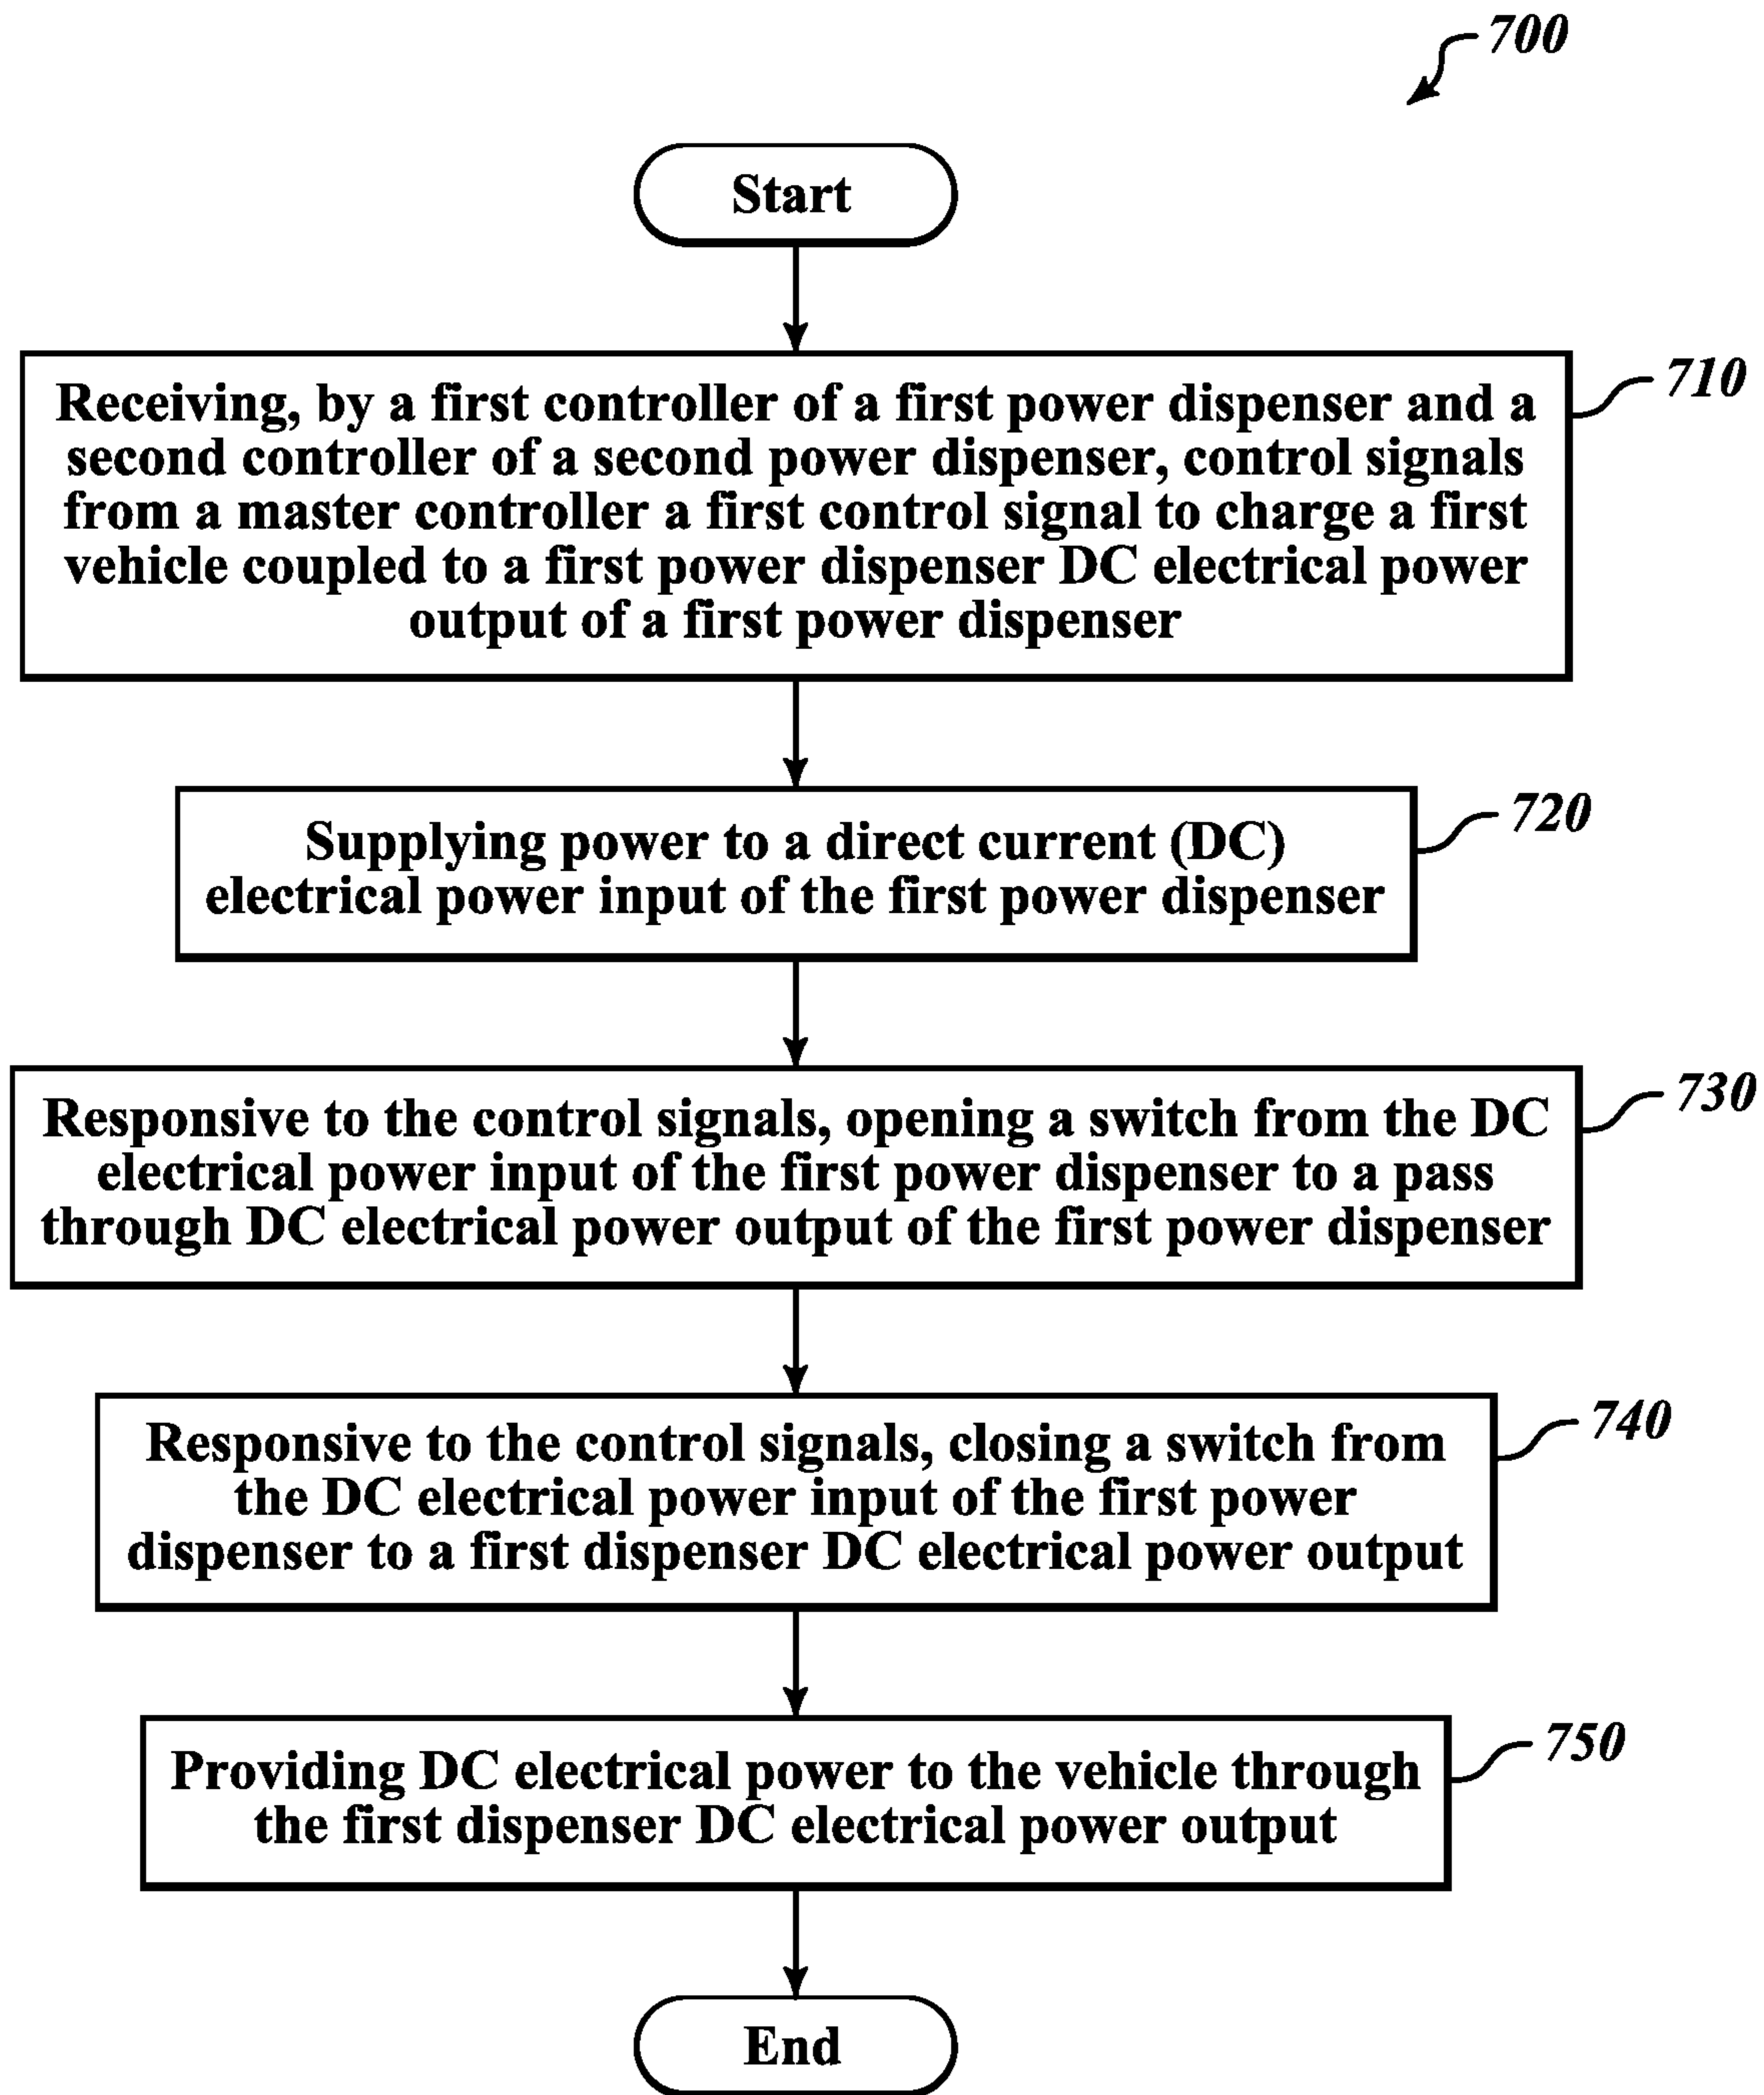 700
Start
710
Receiving, by a first controller of a first power dispenser and a
second controller of a second power dispenser, control signals
from a master controller a first control signal to charge a first
vehicle coupled to a first power dispenser DC electrical power
output of a first power dispenser
720
Supplying power to a direct current (DC)
electrical power input of the first power dispenser
730
Responsive to the control signals, opening a switch from the DC
electrical power input of the first power dispenser to a pass
through DC electrical power output of the first power dispenser
740
Responsive to the control signals, closing a switch from
the DC electrical power input of the first power
dispenser to a first dispenser DC electrical power output
750
Providing DC electrical power to the vehicle through
the first dispenser DC electrical power output
End